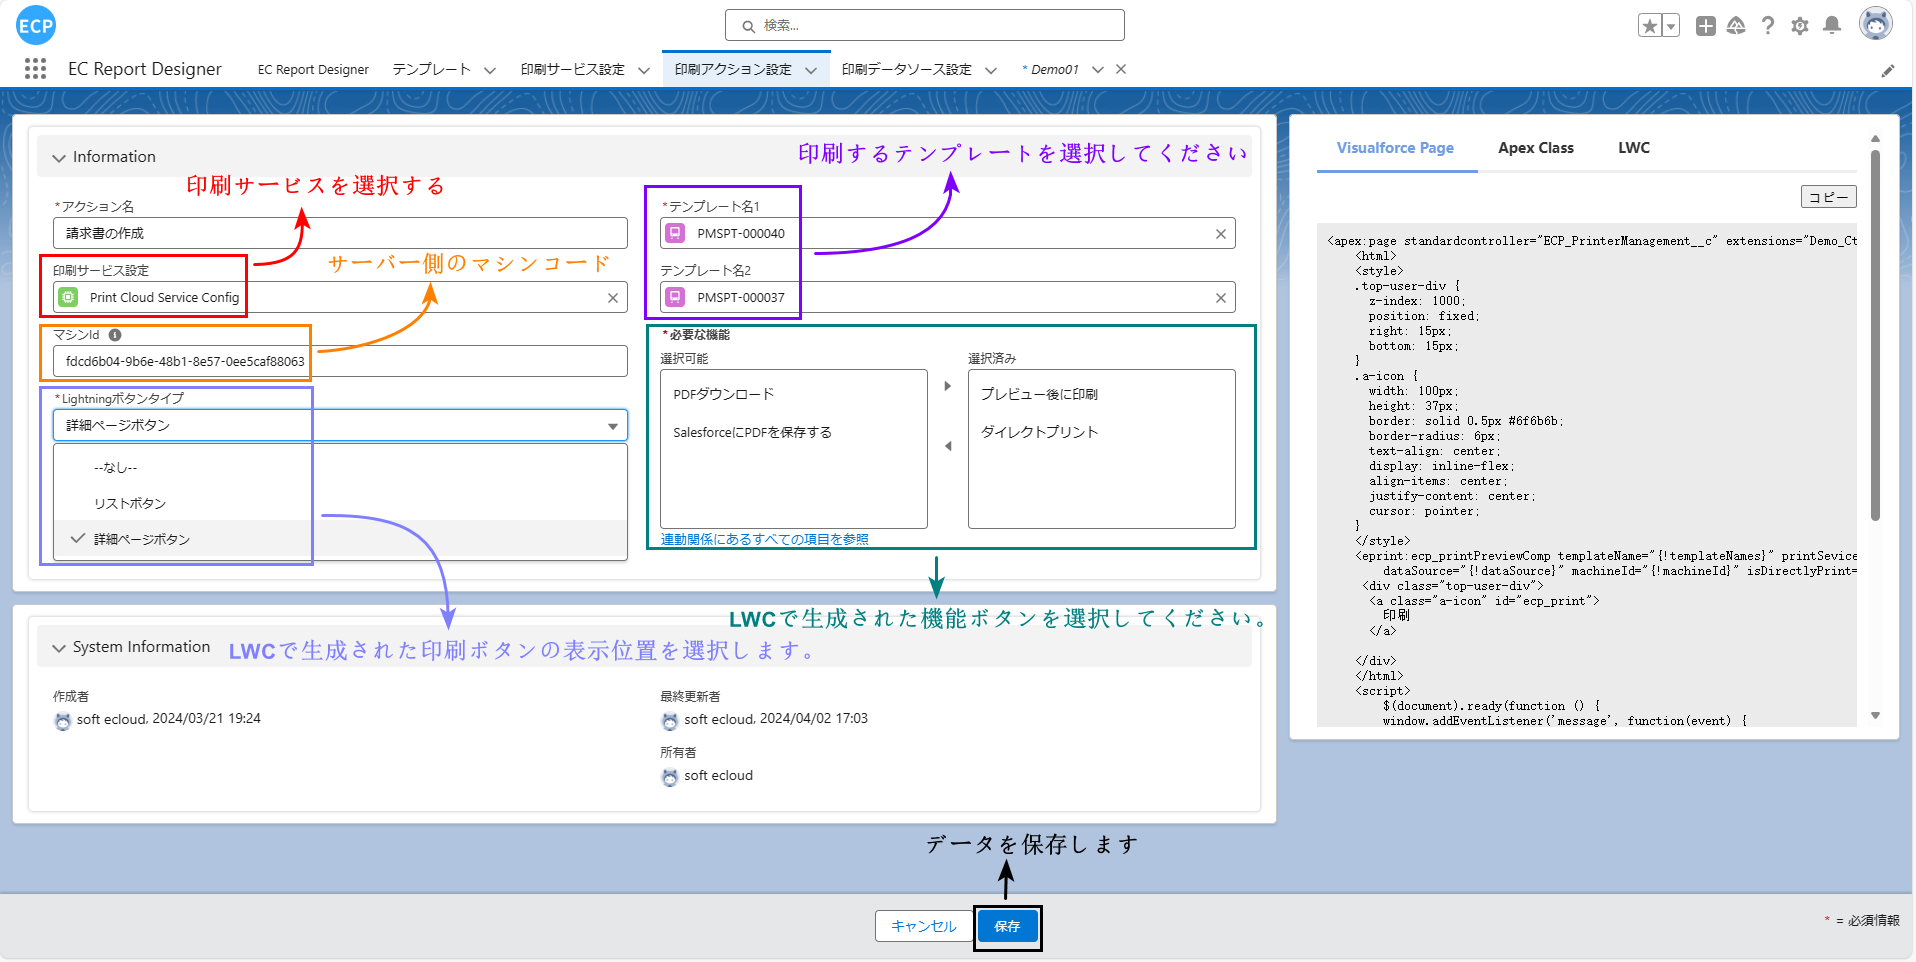 ECP
検索...
EC Report Designer
EC Report Designer
テンプレート
印刷サービス設定
印刷アクション設定
印刷データソース設定
* Demo01
Information
印刷するテンプレートを選択してください
印刷サービスを選択する
*アクション名
請求書の作成
*テンプレート名1
PMSPT-000040
サーバー側のマシンコード
印刷サービス設定
Print Cloud Service Config
テンプレート名2
PMSPT-000037
マシンId
fdcd6b04-9b6e-48b1-8e57-0ee5caf88063
*必要な機能
選択可能
選択済み
PDFダウンロード
SalesforceにPDFを保存する
プレビュー後に印刷
ダイレクトプリント
連動関係にあるすべての項目を参照
*Lightningボタンタイプ
詳細ページボタン
--なし--
リストボタン
詳細ページボタン
LWCで生成された機能ボタンを選択してください。
System Information
LWCで生成された印刷ボタンの表示位置を選択します。
作成者
soft ecloud, 2024/03/21 19:24
最終更新者
soft ecloud, 2024/04/02 17:03
所有者
soft ecloud
データを保存します
キャンセル
保存
* = 必須情報
Visualforce Page
Apex Class
LWC
コピー
<apex:page standardcontroller="ECP_PrinterManagement__c" extensions="Demo_Ct
<html>
<style>
.top-user-div {
z-index: 1000;
position: fixed;
right: 15px;
bottom: 15px;
}
.a-icon {
width: 100px;
height: 37px;
border: solid 0.5px #6f6b6b;
border-radius: 6px;
text-align: center;
display: inline-flex;
align-items: center;
justify-content: center;
cursor: pointer;
}
</style>
<eprint:ecp_printPreviewComp templateName="{!templateNames}" printSevice
dataSource="{!dataSource}" machineId="{!machineId}" isDirectlyPrint=
<div class="top-user-div">
<a class="a-icon" id="ecp_print">
印刷
</a>
</div>
</html>
<script>
$(document).ready(function () {
window.addEventListener('message', function(event) {